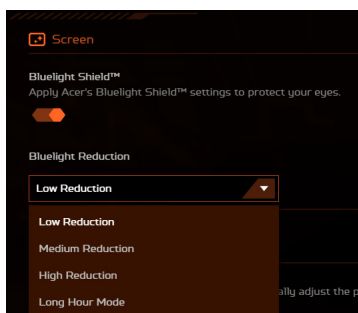 Screen
Bluelight Shield™
Apply Acer's Bluelight Shield™ settings to protect your eyes.
Bluelight Reduction
Low Reduction
Low Reduction
Medium Reduction
High Reduction
ally adjust the p
Long Hour Mode